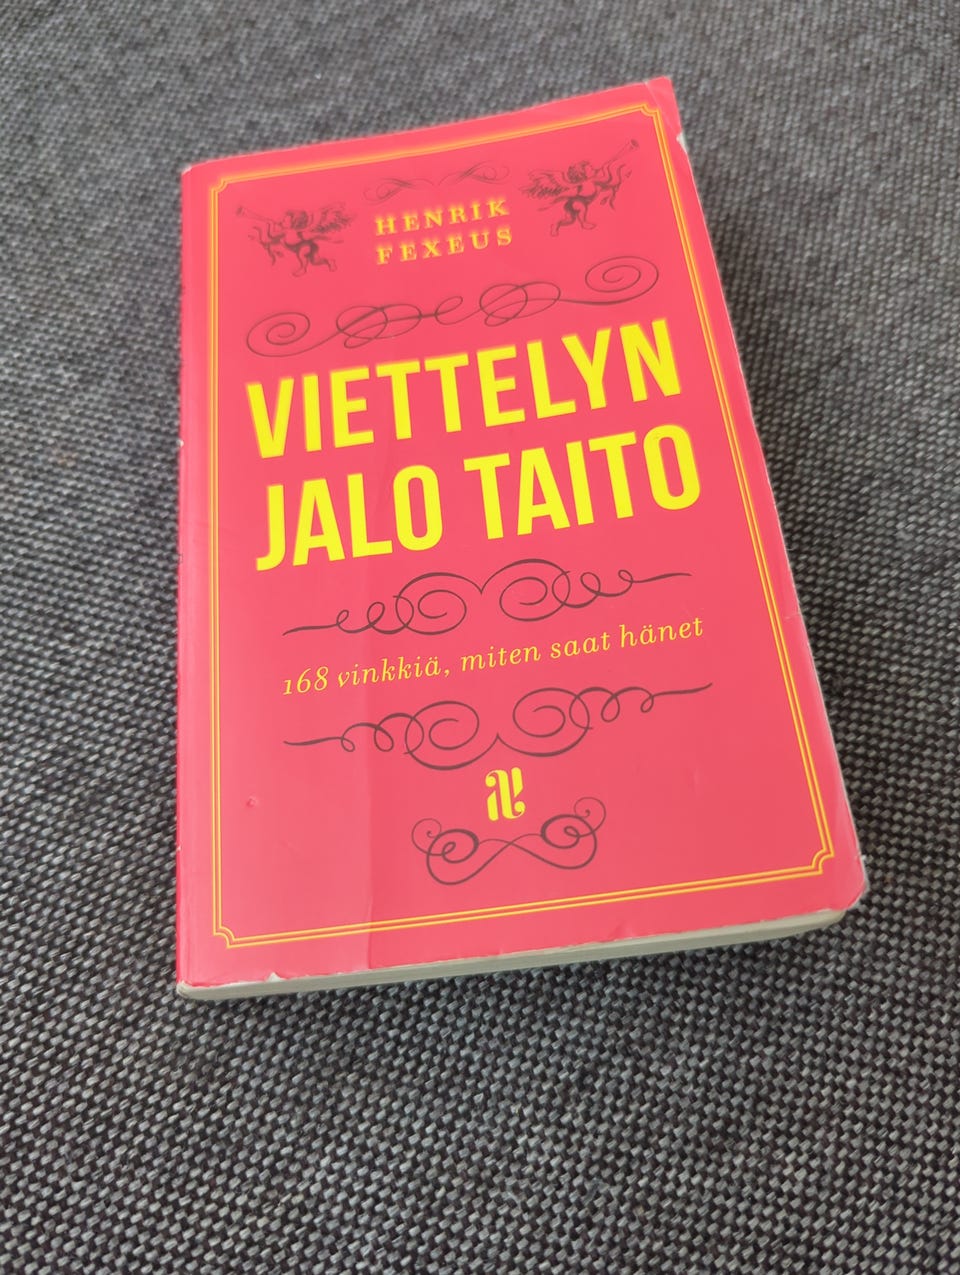 HENRIK
FEXEUS
VIETTELYN
JALO TAITO
168 vinkkiä, miten saat hänet